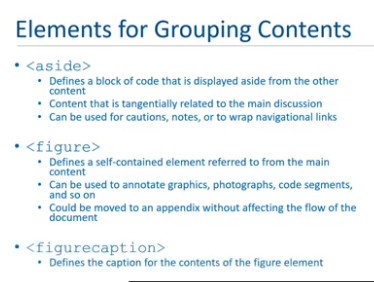 Elements for Grouping Contents
• <aside>
• Defines a block of code that is displayed aside from the other
content
• Content that is tangentially related to the main discussion
• Can be used for cautions, notes, or to wrap navigational links
• <figure>
• Defines a self-contained element referred to from the main
content
• Can be used to annotate graphics, photographs, code segments,
and so on
• Could be moved to an appendix without affecting the flow of the
document
• <figurecaption>
• Defines the caption for the contents of the figure element